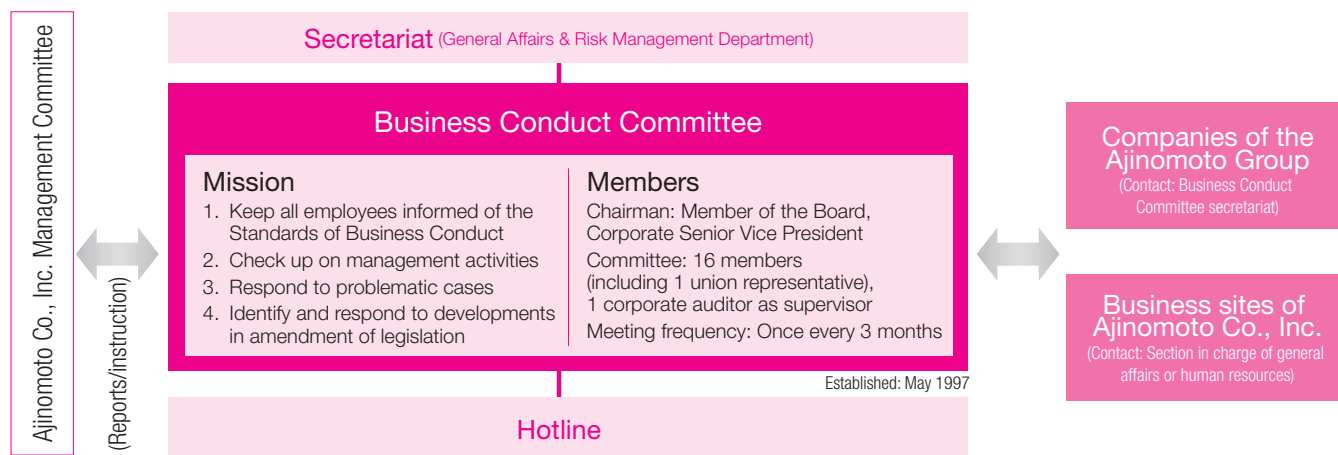 Ajinomoto Co., Inc. Management Committee
(Reports/instruction)
Secretariat (General Affairs & Risk Management Department)
Business Conduct Committee
Mission
1. Keep all employees informed of the
Standards of Business Conduct
2. Check up on management activities
3. Respond to problematic cases
4. Identify and respond to developments
in amendment of legislation
Members
Chairman: Member of the Board,
Corporate Senior Vice President
Committee: 16 members
(including 1 union representative),
1 corporate auditor as supervisor
Meeting frequency: Once every 3 months
Established: May 1997
Hotline
Companies of the
Ajinomoto Group
(Contact: Business Conduct
Committee secretariat)
Business sites of
Ajinomoto Co., Inc.
(Contact: Section in charge of general
affairs or human resources)